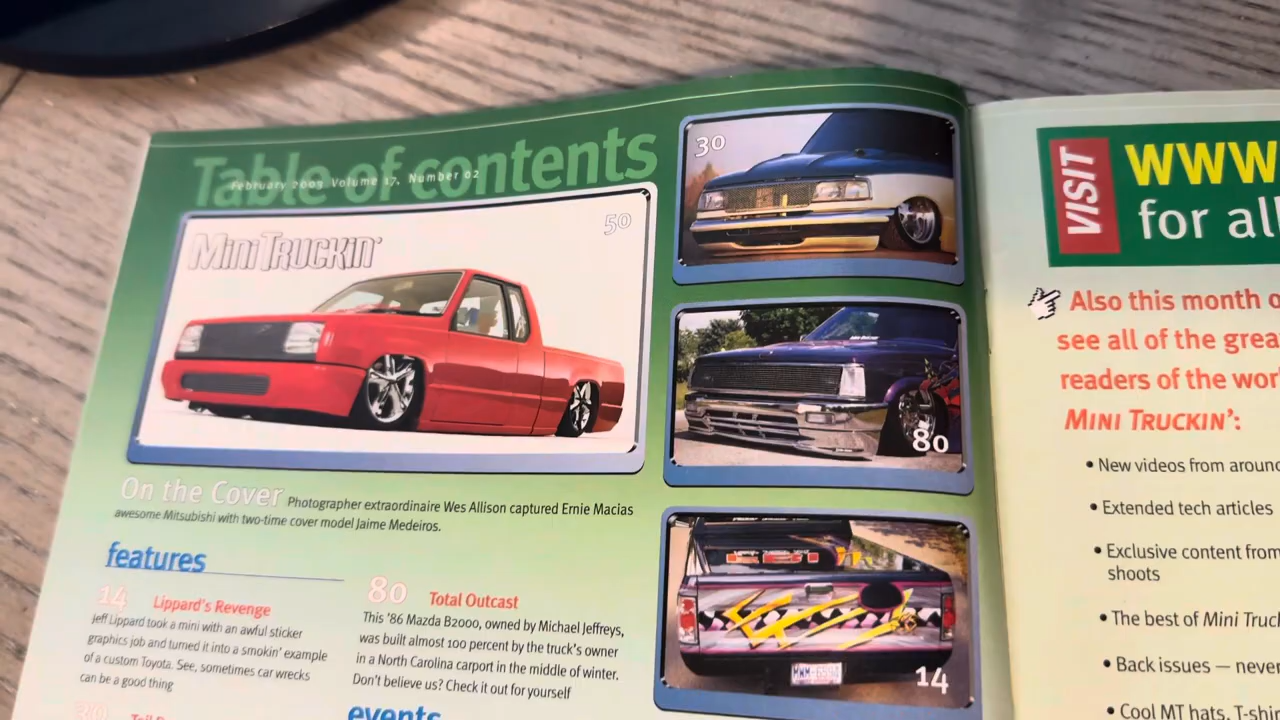 Table of contents
February 2003 Volume 17, Number 02
50
MINI TRUCKIN'
30
80
14
On the Cover Photographer extraordinaire Wes Allison captured Ernie Macias
awesome Mitsubishi with two-time cover model Jaime Medeiros.
features
14 Lippard's Revenge
Jeff Lippard took a mini with an awful sticker
graphics job and turned it into a smokin' example
of a custom Toyota. See, sometimes car wrecks
can be a good thing
80 Total Outcast
This '86 Mazda B2000, owned by Michael Jeffreys,
was built almost 100 percent by the truck's owner
in a North Carolina carport in the middle of winter.
Don't believe us? Check it out for yourself
events
VISIT
WWW
for all
Also this month
see all of the
readers of the
MINI TRUCKIN':
• New videos from
• Extended tech articles
• Exclusive content from
shoots
• The best of Mini
• Back issues —
• Cool MT hats,